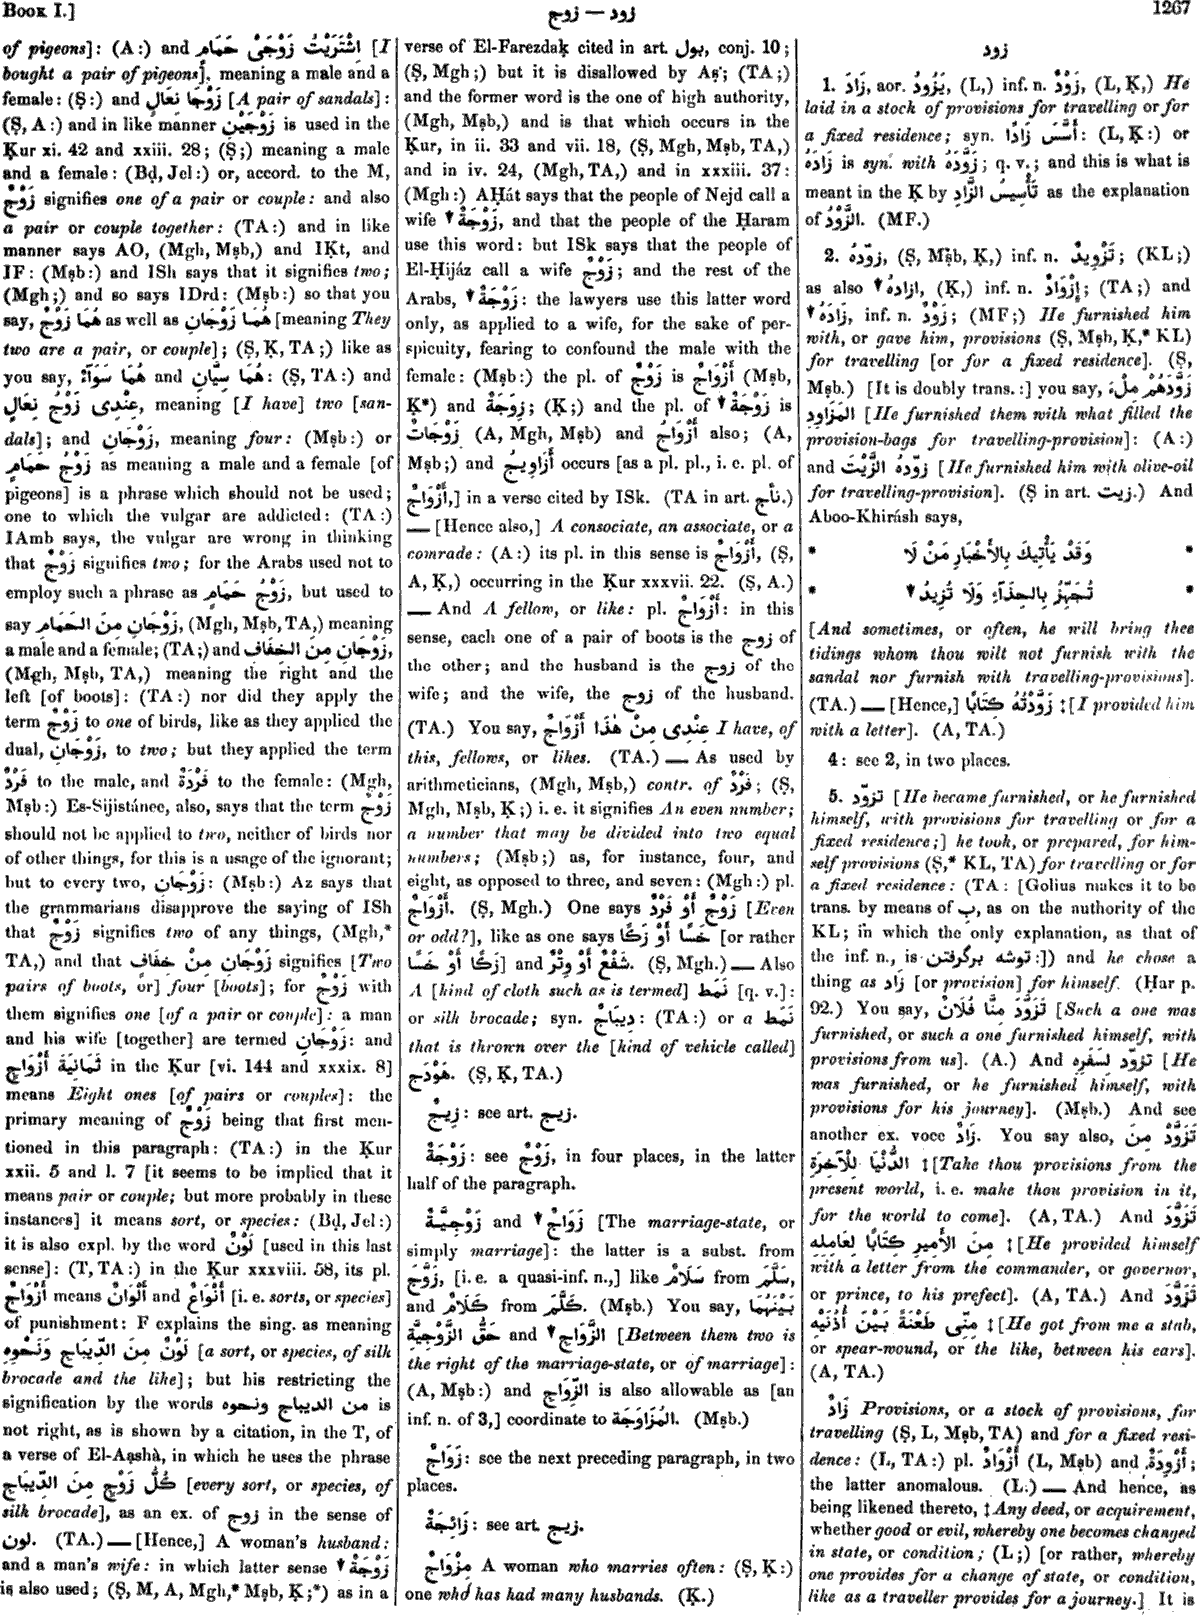 Book I.]
زود — زوج
1267
of pigeons]: (A:) and اِشْتَرَيْتُ زَوْجَىْ حَمَامٍ [I
bought a pair of pigeons], meaning a male and a
female: (Ṣ:) and زَوْجَا نِعَالٍ [A pair of sandals]:
(Ṣ, A:) and in like manner زَوْجَيْنِ is used in the
Ḳur xi. 42 and xxiii. 28; (Ṣ;) meaning a male
and a female: (Bḍ, Jel:) or, accord. to the M,
زَوْجٌ signifies one of a pair or couple: and also
a pair or couple together: (TA:) and in like
manner says AO, (Mgh, Mṣb,) and IḲt, and
IF: (Mṣb:) and ISh says that it signifies two;
(Mgh;) and so says IDrd: (Mṣb:) so that you
say, هُمَا زَوْجٌ as well as هُمَا زَوْجَانِ [meaning They
two are a pair, or couple]; (Ṣ, Ḳ, TA;) like as
you say, هُمَا سَوَآءٌ and هُمَا سِيَّانِ: (Ṣ, TA:) and
عِنْدِى زَوْجُ نِعَالٍ, meaning [I have] two [san-
dals]; and زَوْجَانِ, meaning four: (Mṣb:) or
زَوْجُ حَمَامٍ as meaning a male and a female [of
pigeons] is a phrase which should not be used;
one to which the vulgar are addicted: (TA:)
IAmb says, the vulgar are wrong in thinking
that زَوْجٌ signifies two; for the Arabs used not to
employ such a phrase as زَوْجُ حَمَامٍ, but used to
say زَوْجَانِ مِنَ الحَمَامِ, (Mgh, Mṣb, TA,) meaning
a male and a female; (TA;) and زَوْجَانِ مِنَ الخِفَافِ,
(Mgh, Mṣb, TA,) meaning the right and the
left [of boots]: (TA:) nor did they apply the
term زَوْجٌ to one of birds, like as they applied the
dual, زَوْجَانِ, to two; but they applied the term
فَرْدٌ to the male, and فَرْدَةٌ to the female: (Mgh,
Mṣb:) Es-Sijistánee, also, says that the term زَوْجٌ
should not be applied to two, neither of birds nor
of other things, for this is a usage of the ignorant;
but to every two, زَوْجَانِ: (Mṣb:) Az says that
the grammarians disapprove the saying of ISh
that زَوْجٌ signifies two of any things, (Mgh,*
TA,) and that زَوْجَانِ مِنْ خِفَافٍ signifies [Two
pairs of boots, or] four [boots]; for زَوْجٌ with
them signifies one [of a pair or couple]: a man
and his wife [together] are termed زَوْجَانِ: and
ثَمَانِيَةَ أَزْوَاجٍ in the Ḳur [vi. 144 and xxxix. 8]
means Eight ones [of pairs or couples]: the
primary meaning of زَوْجٌ being that first men-
tioned in this paragraph: (TA:) in the Ḳur
xxii. 5 and l. 7 [it seems to be implied that it
means pair or couple; but more probably in these
instances] it means sort, or species: (Bḍ, Jel:)
it is also expl. by the word لَوْنٌ [used in this last
sense]: (T, TA:) in the Ḳur xxxviii. 58, its pl.
أَزْوَاجٌ means أَلْوَانٌ and أَنْوَاعٌ [i. e. sorts, or species]
of punishment: F explains the sing. as meaning
لَوْنٌ مِنَ الدِّيبَاجِ وَنَحْوِهِ [a sort, or species, of silk
brocade and the like]; but his restricting the
signification by the words من الديباج ونحوه is
not right, as is shown by a citation, in the T, of
a verse of El-Aạshà, in which he uses the phrase
كُلُّ زَوْجٍ مِنَ الدِّيبَاجِ [every sort, or species, of
silk brocade], as an ex. of زوج in the sense of
لون. (TA.) — [Hence,] A woman's husband:
and a man's wife: in which latter sense ▼ زَوْجَةٌ
is also used; (Ṣ, M, A, Mgh,* Mṣb, Ḳ;*) as in a
verse of El-Farezdaḳ cited in art. بول, conj. 10;
(Ṣ, Mgh;) but it is disallowed by Aṣ; (TA;)
and the former word is the one of high authority,
(Mgh, Mṣb,) and is that which occurs in the
Ḳur, in ii. 33 and vii. 18, (Ṣ, Mgh, Mṣb, TA,)
and in iv. 24, (Mgh, TA,) and in xxxiii. 37:
(Mgh:) AḤát says that the people of Nejd call a
wife ▼ زَوْجَةٌ, and that the people of the Ḥaram
use this word: but ISk says that the people of
El-Ḥijáz call a wife زَوْجٌ; and the rest of the
Arabs, ▼ زَوْجَةٌ: the lawyers use this latter word
only, as applied to a wife, for the sake of per-
spicuity, fearing to confound the male with the
female: (Mṣb:) the pl. of زَوْجٌ is أَزْوَاجٌ (Mṣb,
Ḳ*) and زِوَجَةٌ; (Ḳ;) and the pl. of ▼ زَوْجَةٌ is
زَوْجَاتٌ (A, Mgh, Mṣb) and أَزْوَاجٌ also; (A,
Mṣb;) and أَزَاوِيجُ occurs [as a pl. pl., i. e. pl. of
أَزْوَاجٌ,] in a verse cited by ISk. (TA in art. نأج.)
— [Hence also,] A consociate, an associate, or a
comrade: (A:) its pl. in this sense is أَزْوَاجٌ, (Ṣ,
A, Ḳ,) occurring in the Ḳur xxxvii. 22. (Ṣ, A.)
— And A fellow, or like: pl. أَزْوَاجٌ: in this
sense, each one of a pair of boots is the زوج of
the other; and the husband is the زوج of the
wife; and the wife, the زوج of the husband.
(TA.) You say, عِنْدِى مِنْ هٰذَا أَزْوَاجٌ I have, of
this, fellows, or likes. (TA.) — As used by
arithmeticians, (Mgh, Mṣb,) contr. of فَرْدٌ; (Ṣ,
Mgh, Mṣb, Ḳ;) i. e. it signifies An even number;
a number that may be divided into two equal
numbers; (Mṣb;) as, for instance, four, and
eight, as opposed to three, and seven: (Mgh:) pl.
أَزْوَاجٌ. (Ṣ, Mgh.) One says زَوْجٌ أَوْ فَرْدٌ [Even
or odd?], like as one says خَسًا أَوْ زَكًا [or rather
زَكًا أَوْ خَسًا] and شَفْعٌ أَوْ وِتْرٌ. (Ṣ, Mgh.) — Also
A [kind of cloth such as is termed] نَمَط [q. v.]:
or silk brocade; syn. دِيبَاجٌ: (TA:) or a نَمَط
that is thrown over the [kind of vehicle called]
هَوْدَج. (Ṣ, Ḳ, TA.)
زِيجٌ: see art. زيج.
زَوْجَةٌ: see زَوْجٌ, in four places, in the latter
half of the paragraph.
زَوْجِيَّةٌ and ▼ زَوَاجٌ [The marriage-state, or
simply marriage]: the latter is a subst. from
زَوَّجَ, [i. e. a quasi-inf. n.,] like سَلَامٌ from سَلَّمَ,
and كَلَامٌ from كَلَّمَ. (Mṣb.) You say, بَيْنَهُمَا
حَقُّ الزَّوْجِيَّةِ and ▼ الزَّوَاجِ [Between them two is
the right of the marriage-state, or of marriage]:
(A, Mṣb:) and الزِّوَاجِ is also allowable as [an
inf. n. of 3,] coordinate to المُزَاوَجَة. (Mṣb.)
زَوَاجٌ: see the next preceding paragraph, in two
places.
زَائِجَةٌ: see art. زيج.
مِزْوَاجٌ A woman who marries often: (Ṣ, Ḳ:)
one who has had many husbands. (Ḳ.)
زود
1. زَادَ, aor. يَزُودُ, (L,) inf. n. زَوْدٌ, (L, Ḳ,) He
laid in a stock of provisions for travelling or for
a fixed residence; syn. أَسَّسَ زَادًا: (L, Ḳ:) or
زَادَهُ is syn. with زَوَّدَهُ; q. v.; and this is what is
meant in the Ḳ by تَأْسِيسُ الزَّادِ as the explanation
of الزَّوْدُ. (MF.)
2. زوّدهُ, (Ṣ, Mṣb, Ḳ,) inf. n. تَزْوِيدٌ; (KL;)
as also ▼ ازادهُ, (Ḳ,) inf. n. إِزْوَادٌ; (TA;) and
▼ زَادَهُ, inf. n. زَوْدٌ; (MF;) He furnished him
with, or gave him, provisions (Ṣ, Mṣb, Ḳ,* KL)
for travelling [or for a fixed residence]. (Ṣ,
Mṣb.) [It is doubly trans.:] you say, زَوَّدَهُمْ مِلْءَ
المَزَاوِدِ [He furnished them with what filled the
provision-bags for travelling-provision]: (A:)
and زوّدهُ الزَّيْتَ [He furnished him with olive-oil
for travelling-provision]. (Ṣ in art. زيت.) And
Aboo-Khirásh says,
* وَقَدْ يَأْتِيكَ بِالأَخْبَارِ مَنْ لَا *
* تُجَهِّزُ بِالحِذَآءِ وَلَا تُزِيدُ ▼ *
[And sometimes, or often, he will bring thee
tidings whom thou wilt not furnish with the
sandal nor furnish with travelling-provisions].
(TA.) — [Hence,] زَوَّدْتُهُ كِتَابًا ‡ [I provided him
with a letter]. (A, TA.)
4: see 2, in two places.
5. تزوّد [He became furnished, or he furnished
himself, with provisions for travelling or for a
fixed residence;] he took, or prepared, for him-
self provisions (Ṣ,* KL, TA) for travelling or for
a fixed residence: (TA: [Golius makes it to be
trans. by means of ب, as on the authority of the
KL; in which the only explanation, as that of
the inf. n., is توشه برگرفتن:]) and he chose a
thing as زَاد [or provision] for himself. (Ḥar p.
92.) You say, تَزَوَّدَ مِنَّا فُلَانٌ [Such a one was
furnished, or such a one furnished himself, with
provisions from us]. (A.) And تزوّد لِسَفَرِهِ [He
was furnished, or he furnished himself, with
provisions for his journey]. (Mṣb.) And see
another ex. voce زَادٌ. You say also, تَزَوَّدْ مِنَ
الدُّنْيَا لِلْآخِرَةِ ‡ [Take thou provisions from the
present world, i. e. make thou provision in it,
for the world to come]. (A, TA.) And تَزَوَّدَ
مِنَ الأَمِيرِ كِتَابًا لِعَامِلِهِ ‡ [He provided himself
with a letter from the commander, or governor,
or prince, to his prefect]. (A, TA.) And تَزَوَّدَ
مِنِّى طَعْنَةً بَيْنَ أُذُنَيْهِ ‡ [He got from me a stab,
or spear-wound, or the like, between his ears].
(A, TA.)
زَادٌ Provisions, or a stock of provisions, for
travelling (Ṣ, L, Mṣb, TA) and for a fixed resi-
dence: (L, TA:) pl. أَزْوَادٌ (L, Mṣb) and أَزْوِدَةٌ;
the latter anomalous. (L.) — And hence, as
being likened thereto, ‡ Any deed, or acquirement,
whether good or evil, whereby one becomes changed
in state, or condition; (L;) [or rather, whereby
one provides for a change of state, or condition,
like as a traveller provides for a journey.] It is